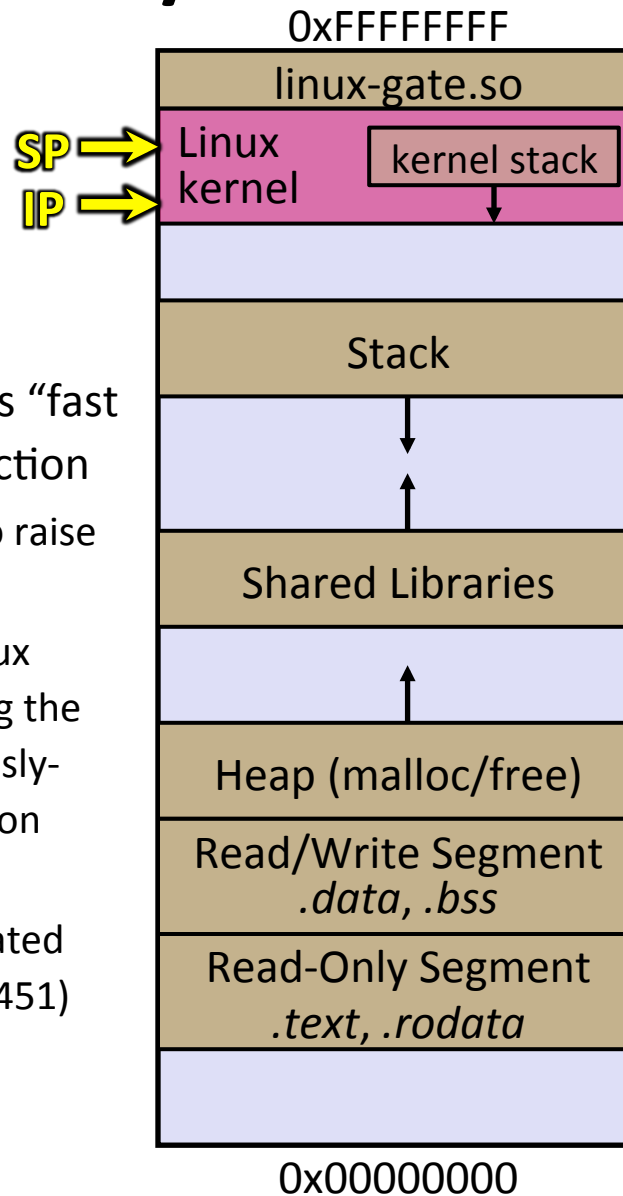 0xFFFFFFFF
linux-gate.so
SP
Linux
kernel
kernel stack
IP
Stack
s “fast
ction
raise
Shared Libraries
ux
g the
sly-
on
Heap (malloc/free)
Read/Write Segment
.data, .bss
ated
451)
Read-Only Segment
.text, .rodata
0x00000000